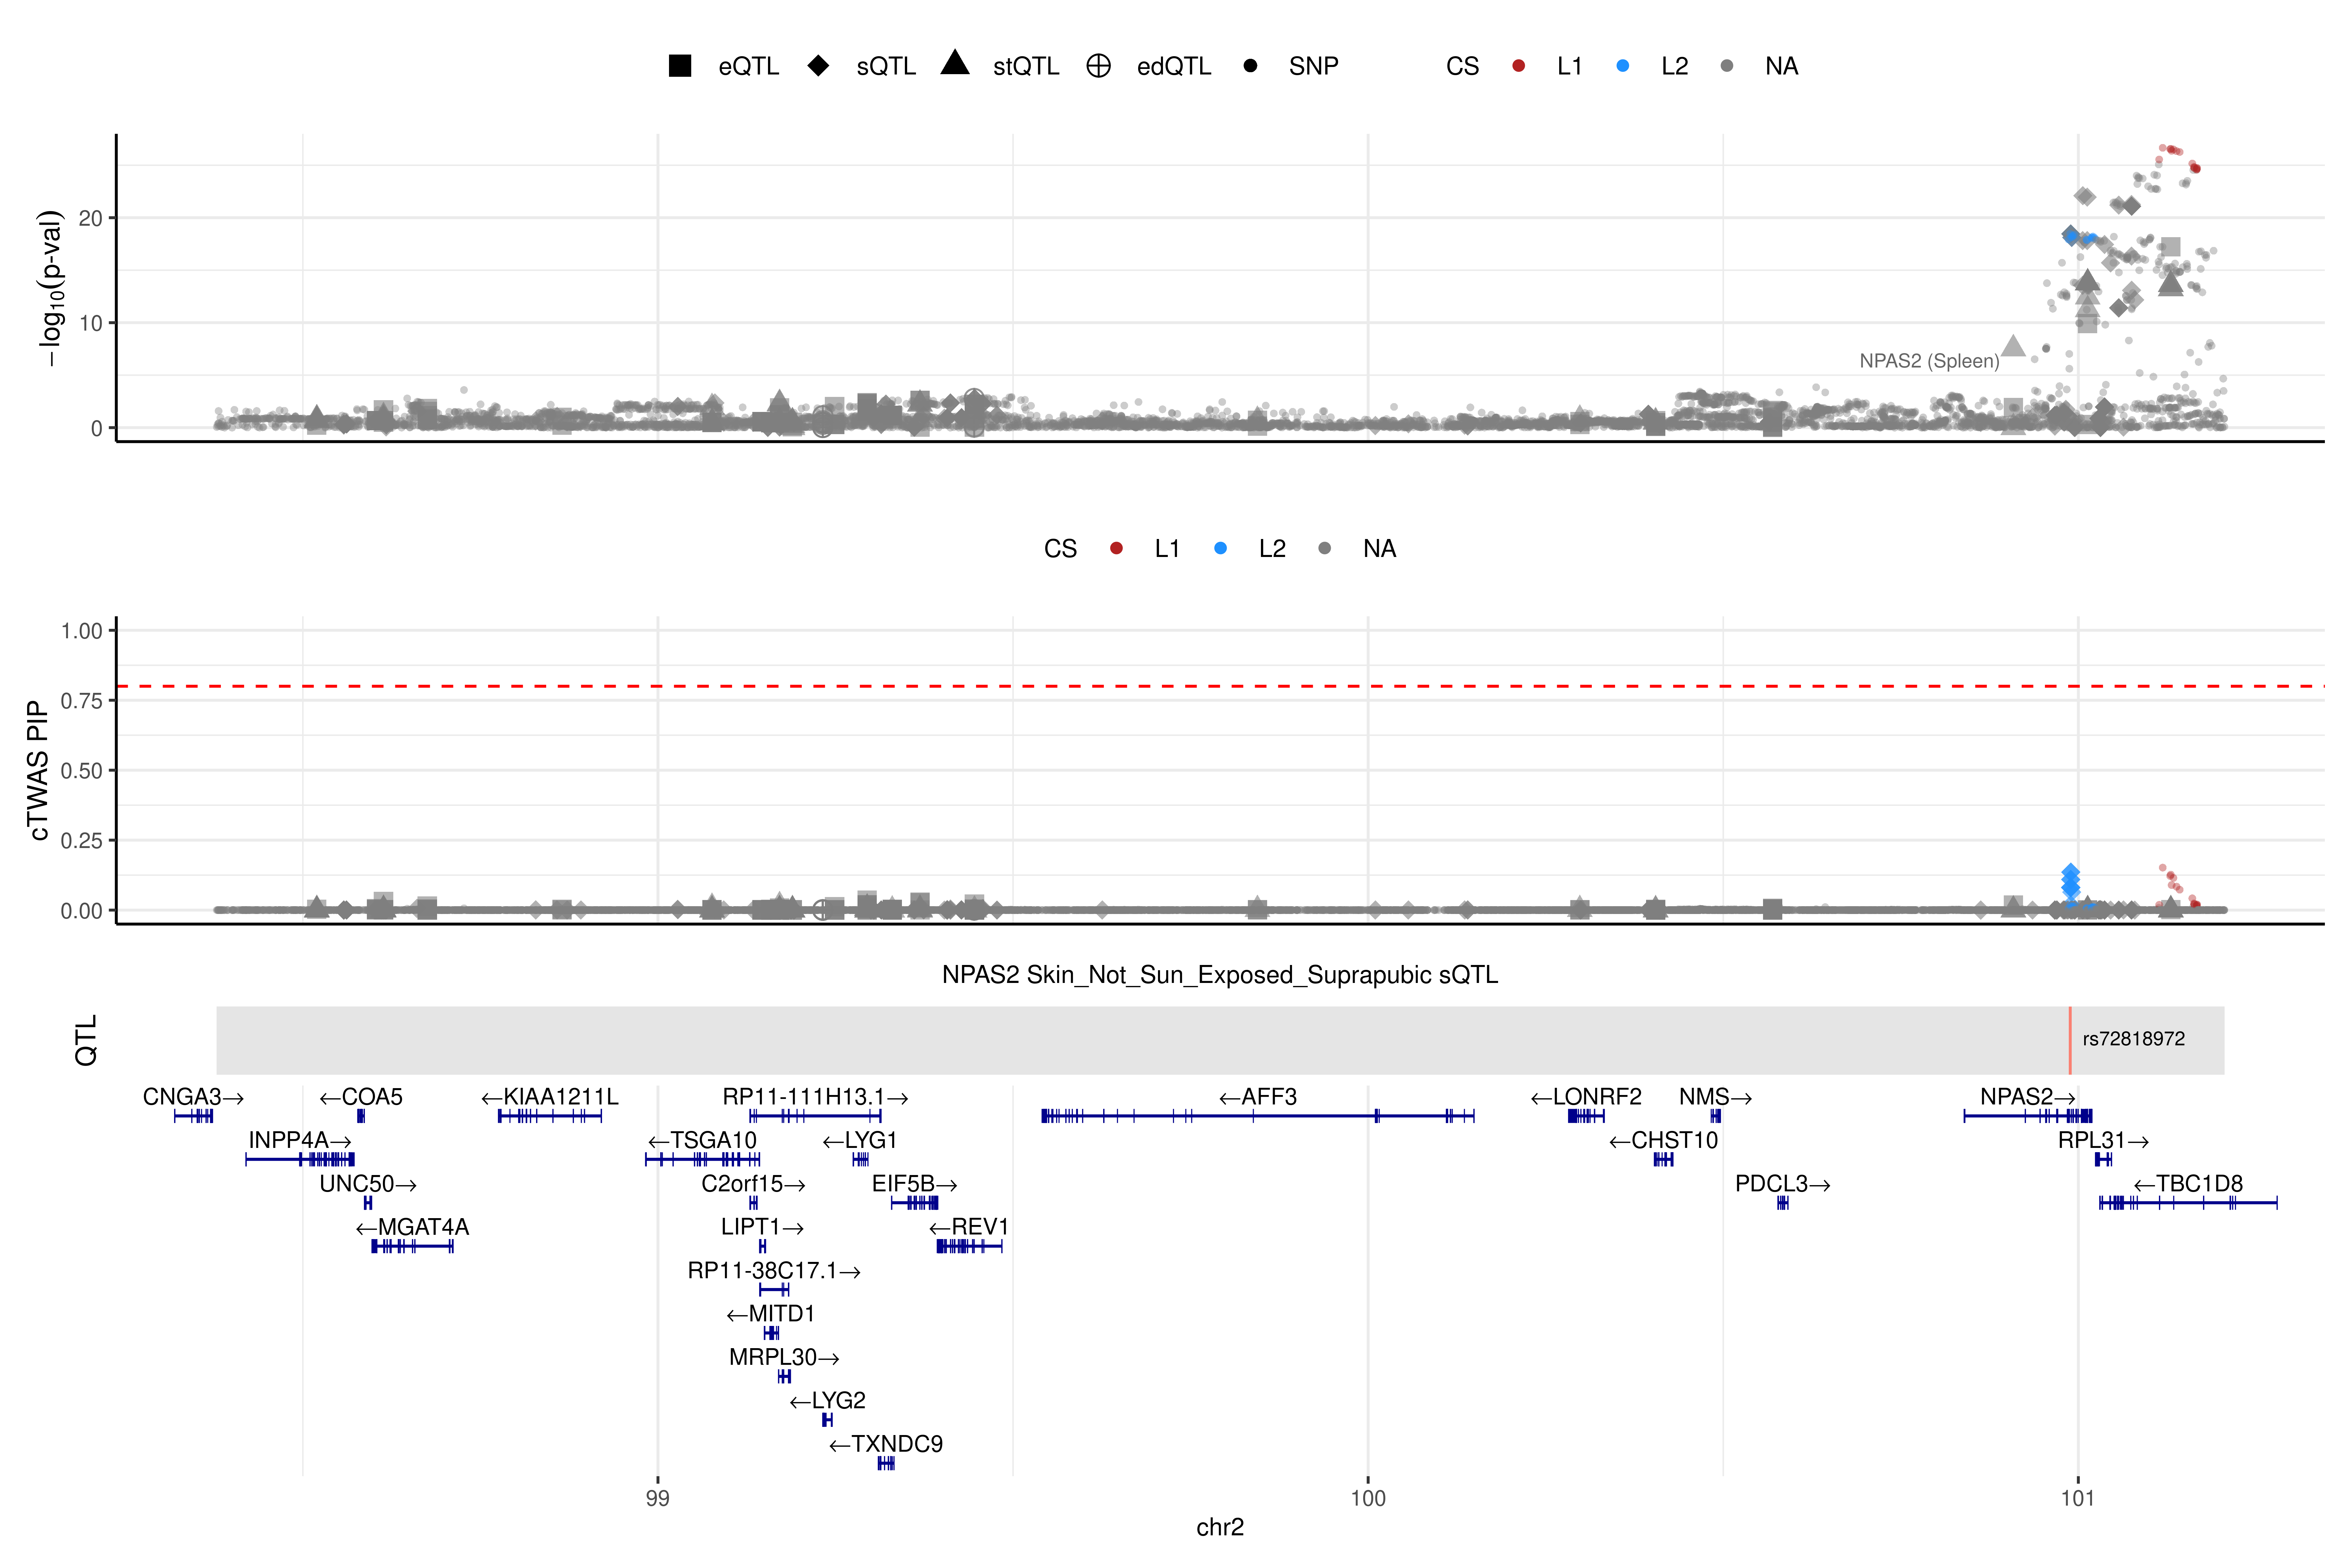 eQTL sQTL stQTL edQTL SNP CS L1 L2 NA
−log10(p-val)
20
10
0
NPAS2 (Spleen)
CS L1 L2 NA
cTWAS PIP
1.00
0.75
0.50
0.25
0.00
NPAS2 Skin_Not_Sun_Exposed_Suprapubic sQTL
QTL
rs72818972
CNGA3→ ←COA5 ←KIAA1211L RP11-111H13.1→ ←AFF3 ←LONRF2 NMS→ NPAS2→
INPP4A→ ←TSGA10 ←LYG1 ←CHST10 RPL31→
UNC50→ C2orf15→ EIF5B→ PDCL3→ ←TBC1D8
←MGAT4A LIPT1→ ←REV1
RP11-38C17.1→
←MITD1
MRPL30→
←LYG2
←TXNDC9
99 100 101
chr2